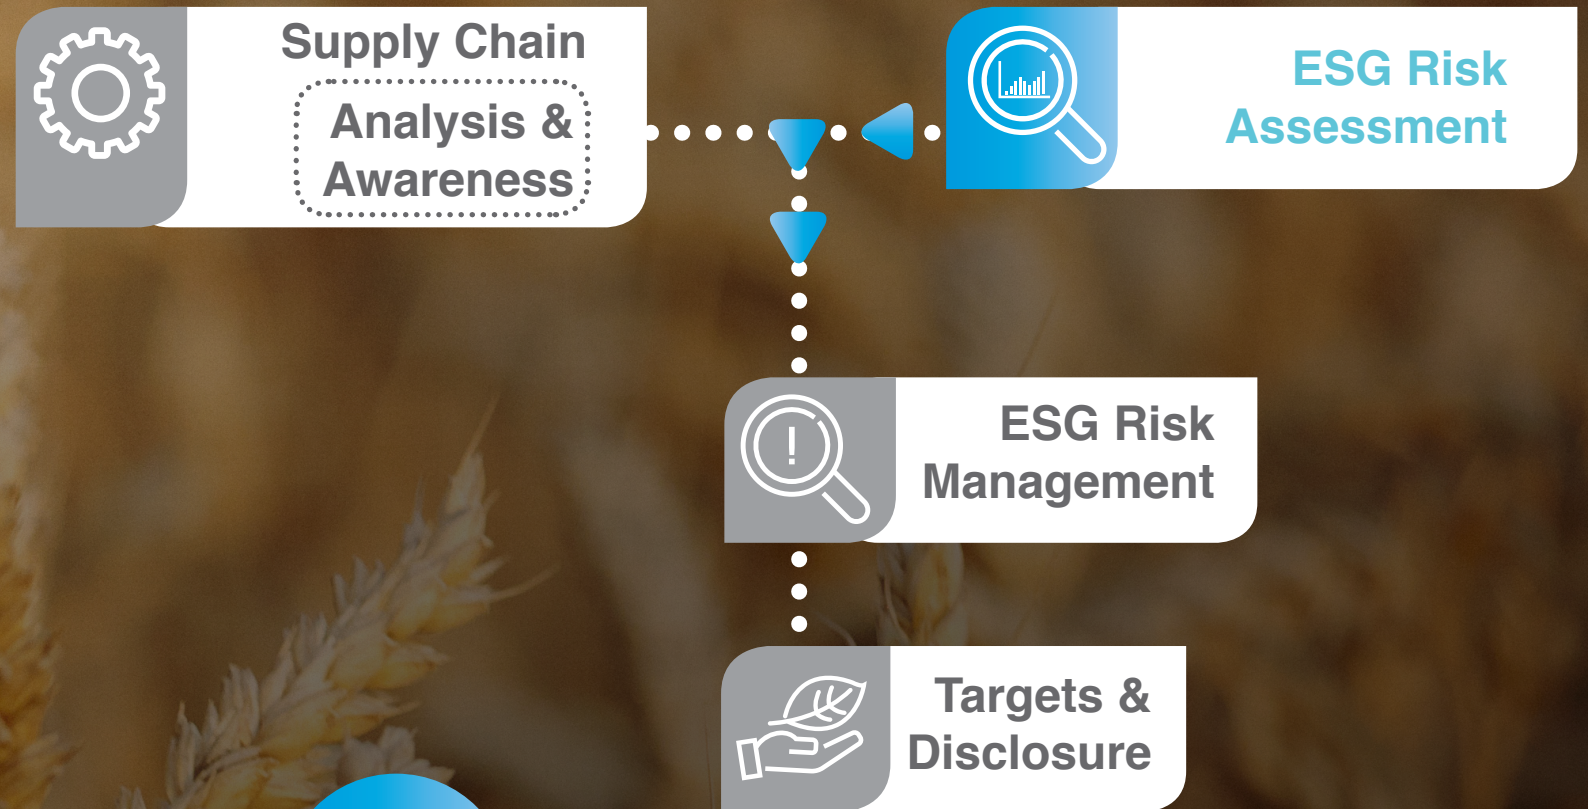 Supply Chain
Analysis &
Awareness
ESG Risk
Assessment
!
ESG Risk
Management
Targets &
Disclosure